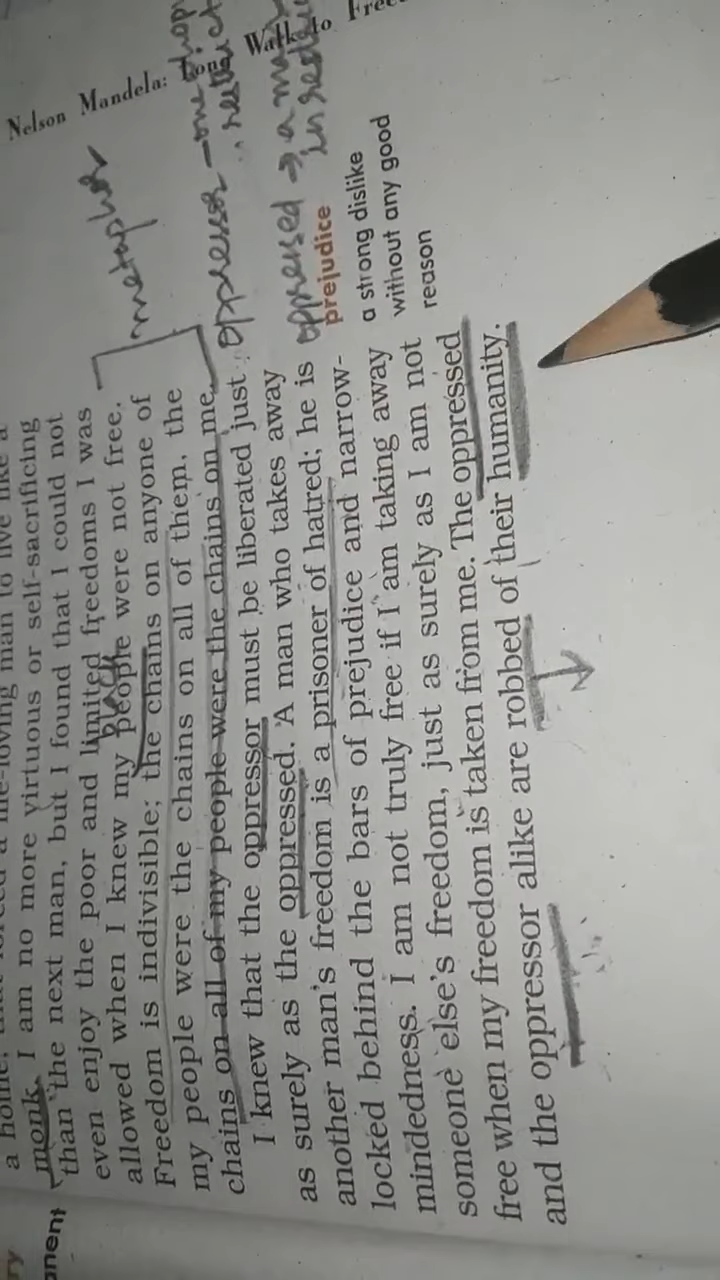 Nelson Mandela: Long Walk to
metaphor
oppressor
oppressed → a
prejudice
a strong dislike
without any good
reason
monk. I am no more virtuous or self-sacrificing
than the next man, but I found that I could not
even enjoy the poor and limited freedoms I was
black
allowed when I knew my people were not free.
Freedom is indivisible; the chains on anyone of
my people were the chains on all of them, the
chains on all of my people were the chains on me.
I knew that the oppressor must be liberated just
as surely as the oppressed. A man who takes away
another man's freedom is a prisoner of hatred; he is
locked behind the bars of prejudice and narrow-
mindedness. I am not truly free if I am taking away
someone else's freedom, just as surely as I am not
free when my freedom is taken from me. The oppressed
and the oppressor alike are robbed of their humanity.